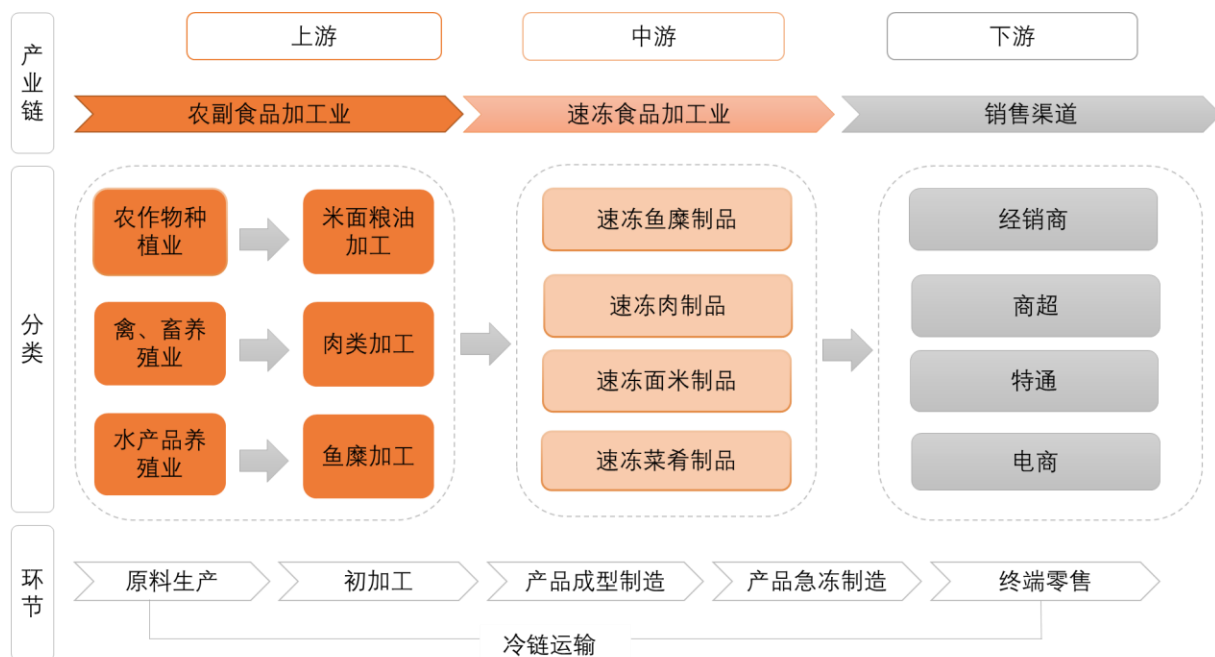 产业链
上游
中游
下游
农副食品加工业
速冻食品加工业
销售渠道
分类
农作物种
植业
米面粮油
加工
禽、畜养
殖业
肉类加工
水产品养
殖业
鱼糜加工
速冻鱼糜制品
速冻肉制品
速冻面米制品
速冻菜肴制品
经销商
商超
特通
电商
环节
原料生产
初加工
产品成型制造
产品急冻制造
终端零售
冷链运输